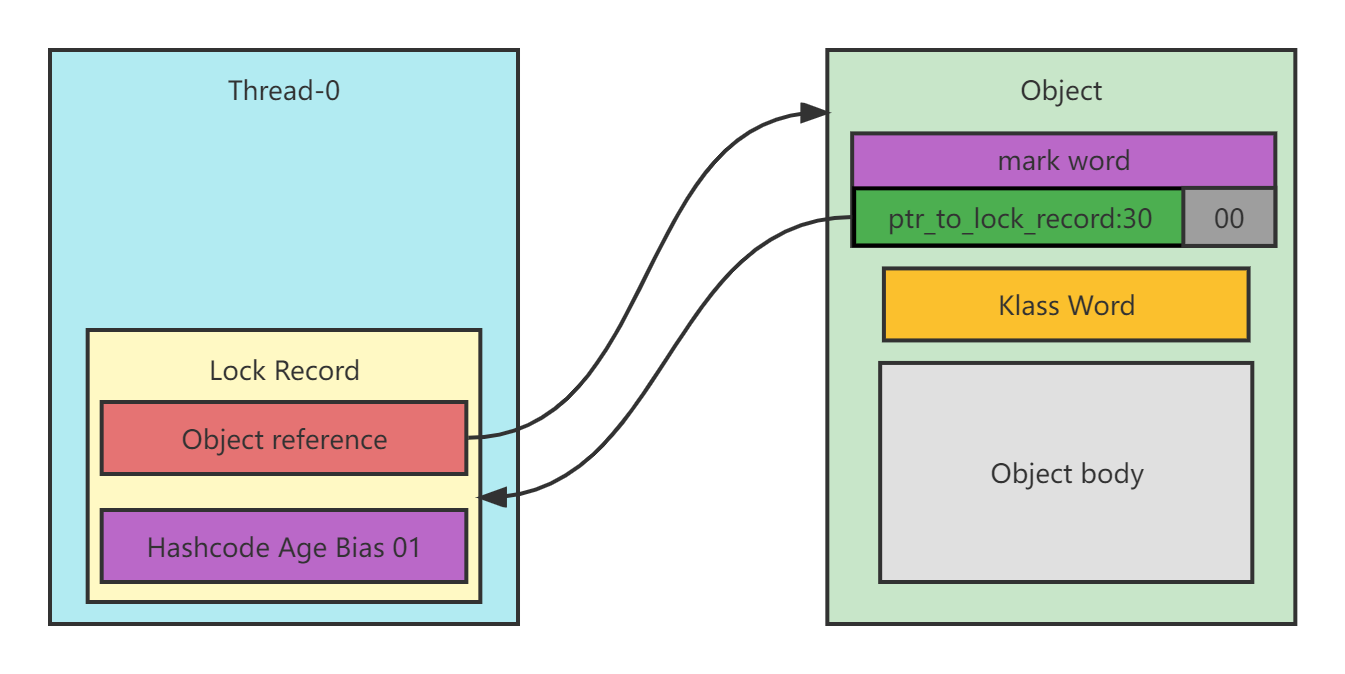 Thread-0
Lock Record
Object reference
Hashcode Age Bias 01
Object
mark word
ptr_to_lock_record:30
00
Klass Word
Object body